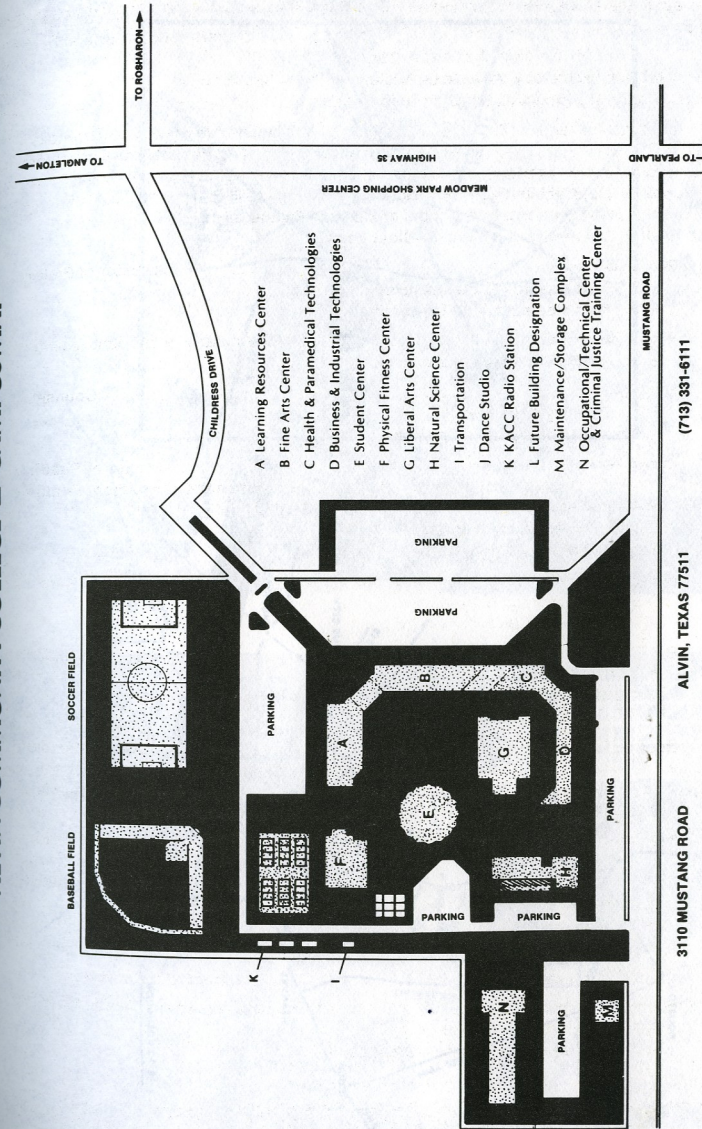 TO ROSHARON
TO ANGLETON
HIGHWAY 35
MEADOW PARK SHOPPING CENTER
TO PEARLAND
CHILDRESS DRIVE
MUSTANG ROAD
SOCCER FIELD
BASEBALL FIELD
PARKING
PARKING
PARKING
PARKING
PARKING
PARKING
PARKING
A
B
C
D
E
F
G
H
I
K
N
A Learning Resources Center
B Fine Arts Center
C Health & Paramedical Technologies
D Business & Industrial Technologies
E Student Center
F Physical Fitness Center
G Liberal Arts Center
H Natural Science Center
I Transportation
J Dance Studio
K KACC Radio Station
L Future Building Designation
M Maintenance/Storage Complex
N Occupational/Technical Center
& Criminal Justice Training Center
3110 MUSTANG ROAD
ALVIN, TEXAS 77511
(713) 331-6111